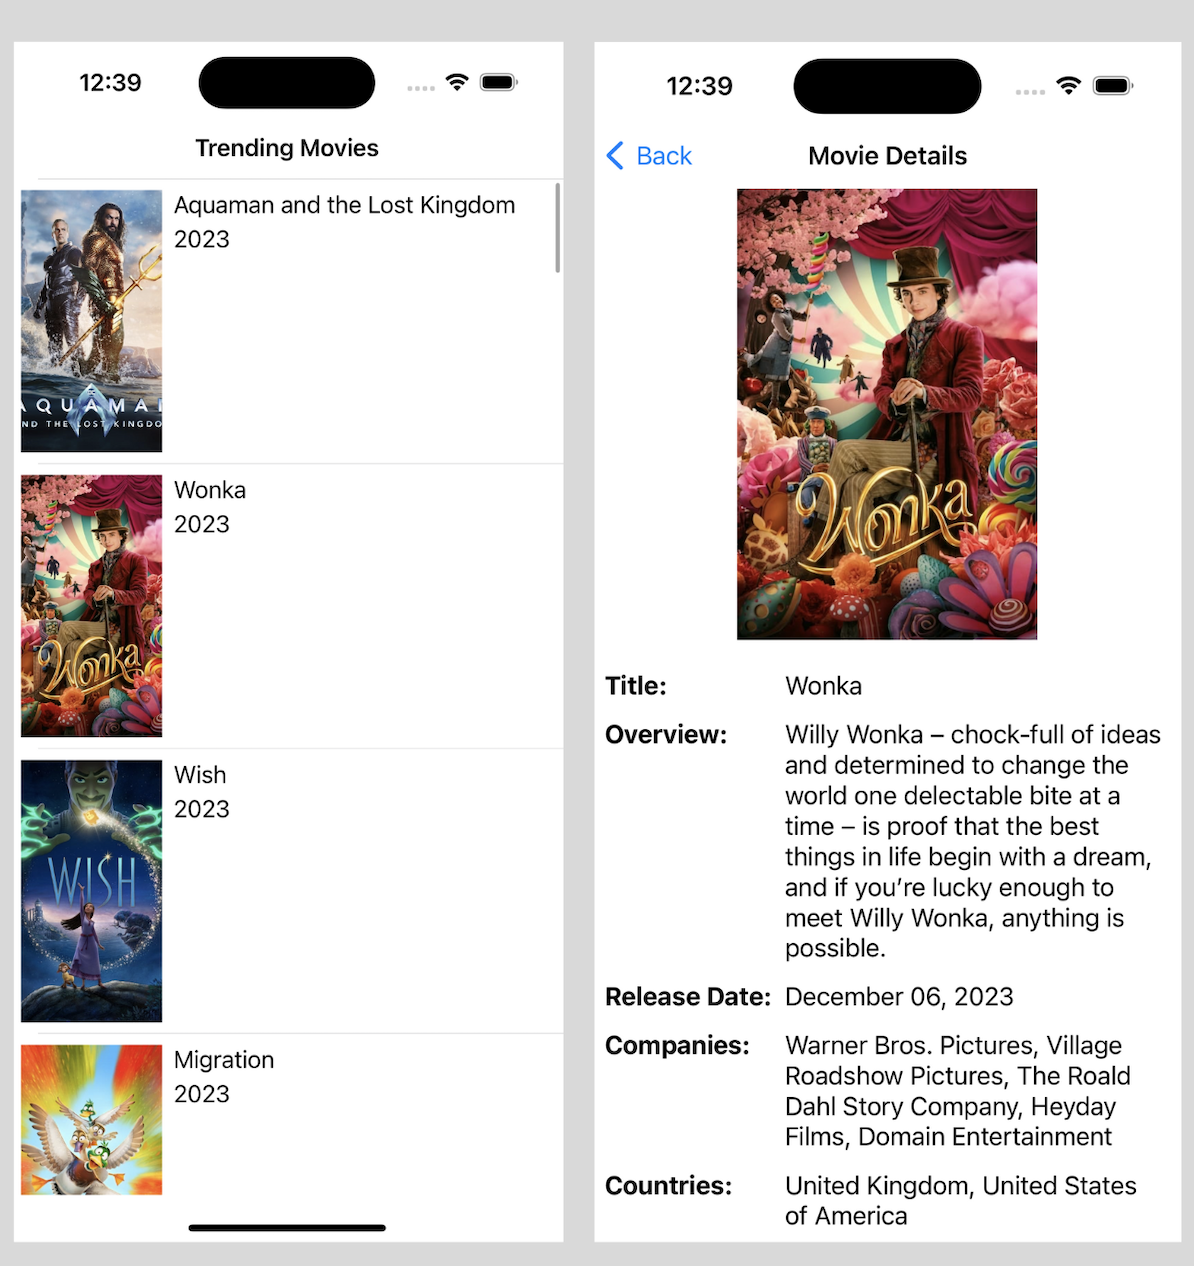 12:39
Trending Movies
Aquaman and the Lost Kingdom
2023
AQUAMAN
ND THE LOST KINGDO
Wonka
2023
Wonka
Wish
2023
WISH
Migration
2023
12:39
Back
Movie Details
Wonka
Title: Wonka
Overview: Willy Wonka – chock-full of ideas
and determined to change the
world one delectable bite at a
time – is proof that the best
things in life begin with a dream,
and if you’re lucky enough to
meet Willy Wonka, anything is
possible.
Release Date: December 06, 2023
Companies: Warner Bros. Pictures, Village
Roadshow Pictures, The Roald
Dahl Story Company, Heyday
Films, Domain Entertainment
Countries: United Kingdom, United States
of America